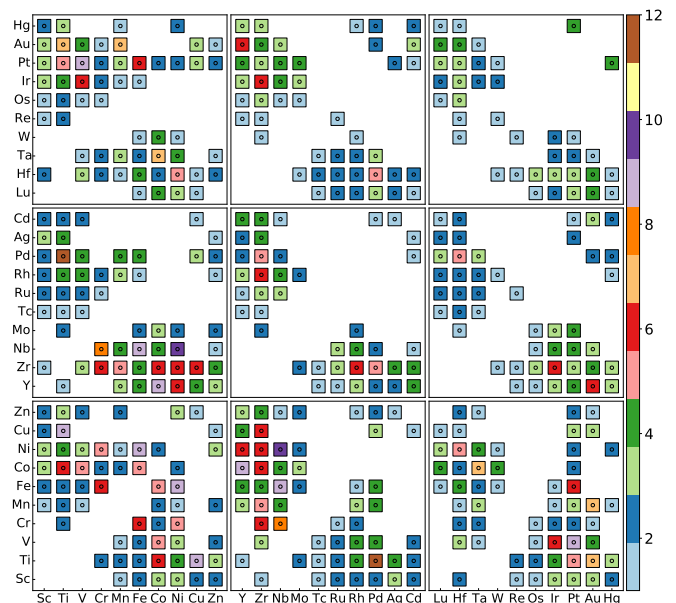 Hg
Au
Pt
Ir
Os
Re
W
Ta
Hf
Lu
Cd
Ag
Pd
Rh
Ru
Tc
Mo
Nb
Zr
Y
Zn
Cu
Ni
Co
Fe
Mn
Cr
V
Ti
Sc
Sc Ti V Cr Mn Fe Co Ni Cu Zn Y Zr Nb Mo Tc Ru Rh Pd Ag Cd Lu Hf Ta W Re Os Ir Pt Au Hg
12
10
8
6
4
2